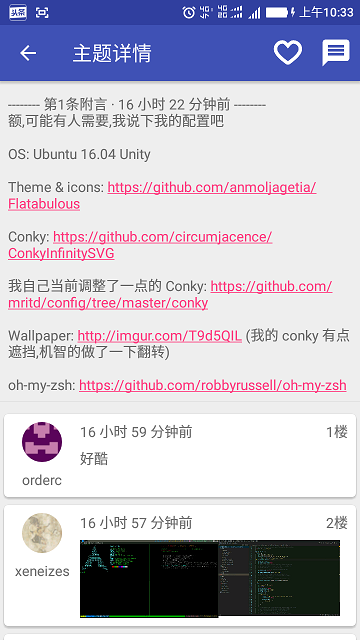 头条
4G
4G
2G
上午10:33
主题详情
-------- 第1条附言 · 16 小时 22 分钟前 --------
额,可能有人需要,我说下我的配置吧
OS: Ubuntu 16.04 Unity
Theme & icons: https://github.com/anmoljagetia/
Flatabulous
Conky: https://github.com/circumjacence/
ConkyInfinitySVG
我自己当前调整了一点的 Conky: https://github.com/
mritd/config/tree/master/conky
Wallpaper: http://imgur.com/T9d5QIL (我的 conky 有点
遮挡,机智的做了一下翻转)
oh-my-zsh: https://github.com/robbyrussell/oh-my-zsh
16 小时 59 分钟前 1楼
好酷
orderc
16 小时 57 分钟前 2楼
xeneizes